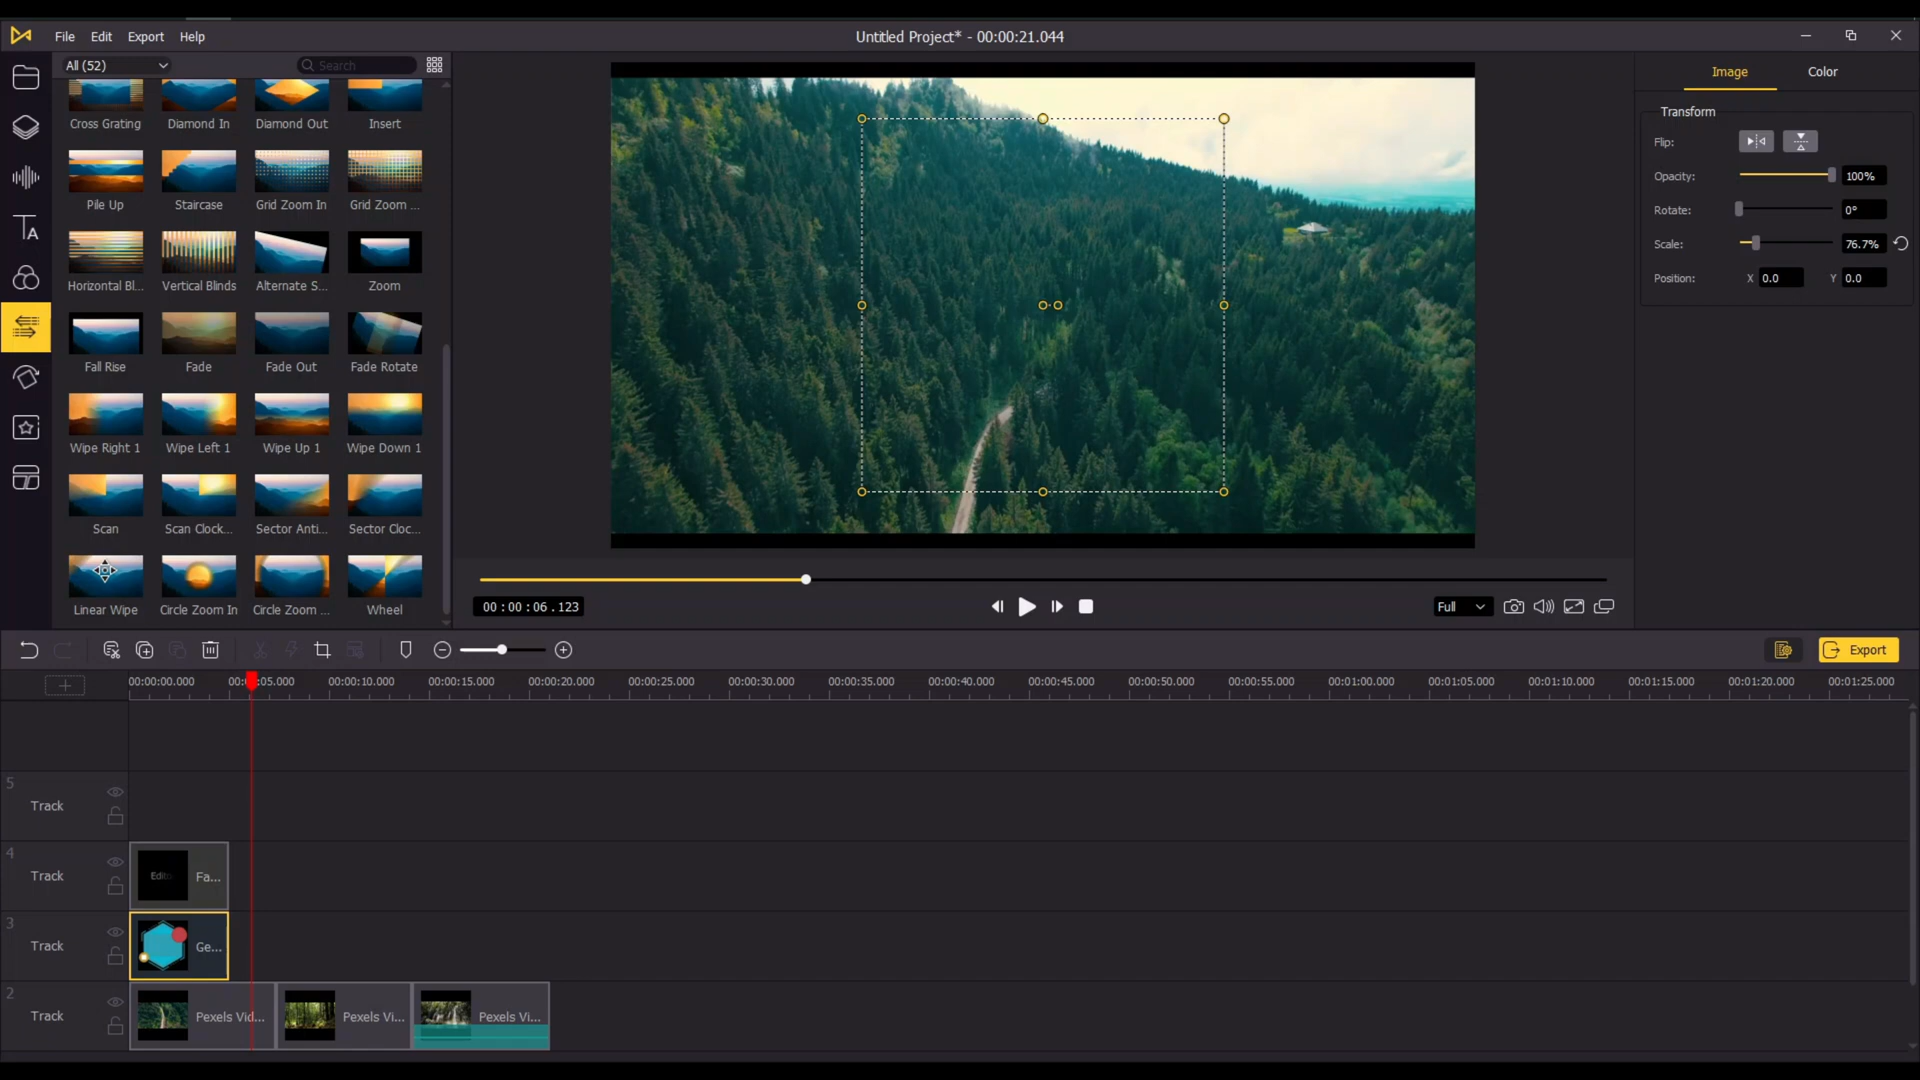 File Edit Export Help
Untitled Project* - 00:00:21.044
All (52)
Search
Cross Grating Diamond In Diamond Out Insert
Pile Up Staircase Grid Zoom In Grid Zoom ...
Horizontal Bl... Vertical Blinds Alternate S... Zoom
Fall Rise Fade Fade Out Fade Rotate
Wipe Right 1 Wipe Left 1 Wipe Up 1 Wipe Down 1
Scan Scan Clock... Sector Anti... Sector Cloc...
Linear Wipe Circle Zoom In Circle Zoom ... Wheel
Image Color
Transform
Flip:
Opacity: 100%
Rotate: 0°
Scale: 76.7%
Position: X 0.0 Y 0.0
00 : 00 : 06 . 123
Full
Export
00:00:00.000 00:00:05.000 00:00:10.000 00:00:15.000 00:00:20.000 00:00:25.000 00:00:30.000 00:00:35.000 00:00:40.000 00:00:45.000 00:00:50.000 00:00:55.000 00:01:00.000 00:01:05.000 00:01:10.000 00:01:15.000 00:01:20.000 00:01:25.000
5
Track
4
Track Edito Fa...
3
Track Ge...
2
Track Pexels Vid... Pexels Vi... Pexels Vi...